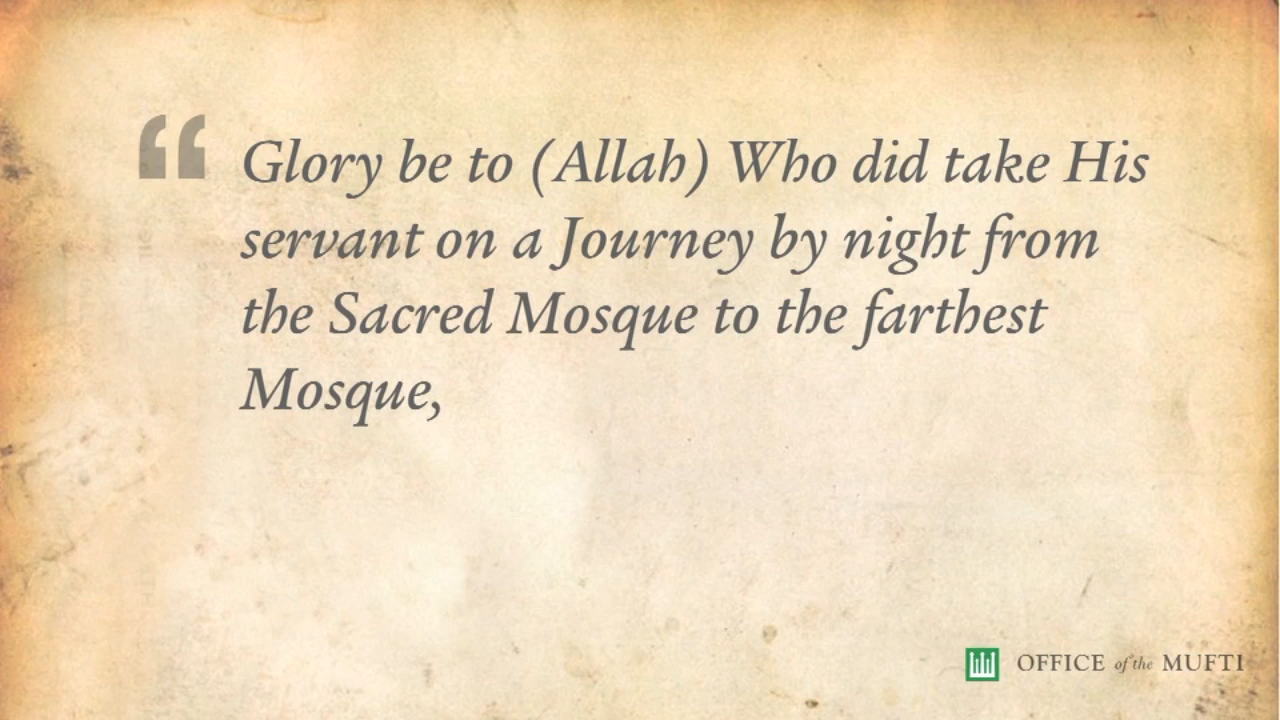 “ Glory be to (Allah) Who did take His
servant on a Journey by night from
the Sacred Mosque to the farthest
Mosque,
OFFICE of the MUFTI